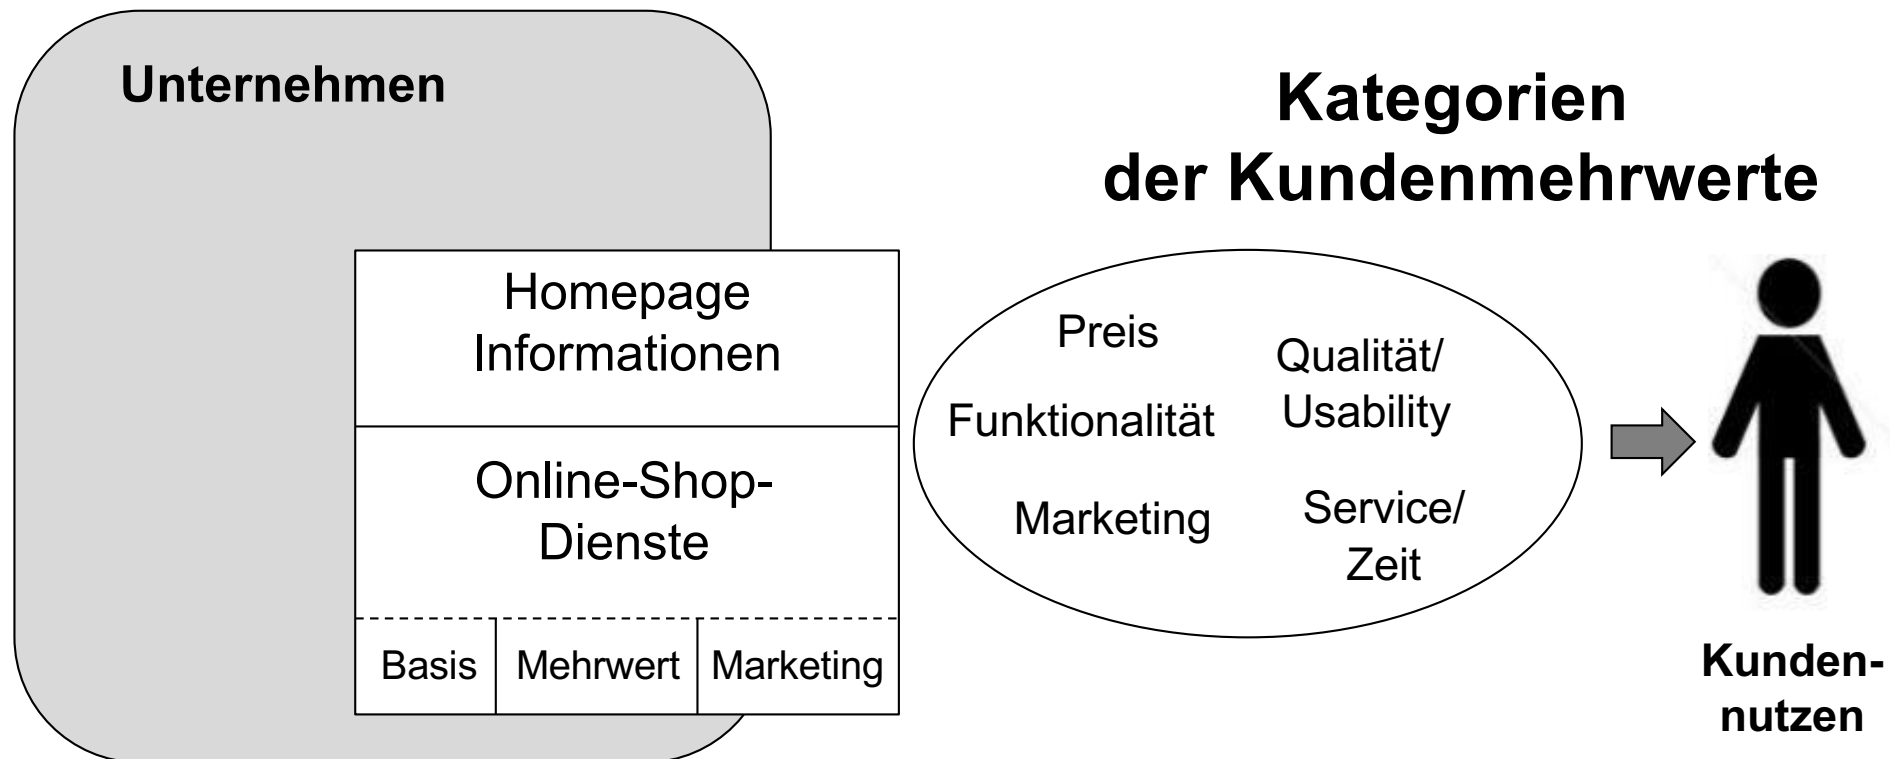 Unternehmen
Kategorien
der Kundenmehrwerte
Homepage
Informationen
Online-Shop-
Dienste
Basis
Mehrwert
Marketing
Preis
Funktionalität
Marketing
Qualität/
Usability
Service/
Zeit
Kunden-
nutzen